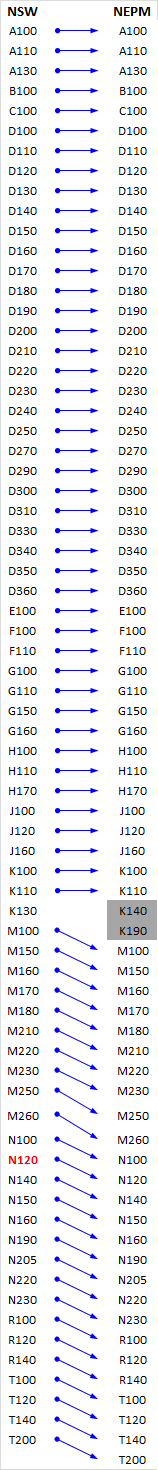 NSW NEPM
A100 A100
A110 A110
A130 A130
B100 B100
C100 C100
D100 D100
D110 D110
D120 D120
D130 D130
D140 D140
D150 D150
D160 D160
D170 D170
D180 D180
D190 D190
D200 D200
D210 D210
D220 D220
D230 D230
D240 D240
D250 D250
D270 D270
D290 D290
D300 D300
D310 D310
D330 D330
D340 D340
D350 D350
D360 D360
E100 E100
F100 F100
F110 F110
G100 G100
G110 G110
G150 G150
G160 G160
H100 H100
H110 H110
H170 H170
J100 J100
J120 J120
J160 J160
K100 K100
K110 K110
K130 K140
M100 K190
M150 M100
M160 M150
M170 M160
M180 M170
M210 M180
M220 M210
M230 M220
M250 M230
M260 M250
N100 M260
N120 N100
N140 N120
N150 N140
N160 N150
N190 N160
N205 N190
N220 N205
N230 N220
R100 N230
R120 R100
R140 R120
T100 R140
T120 T100
T140 T120
T200 T140
T200